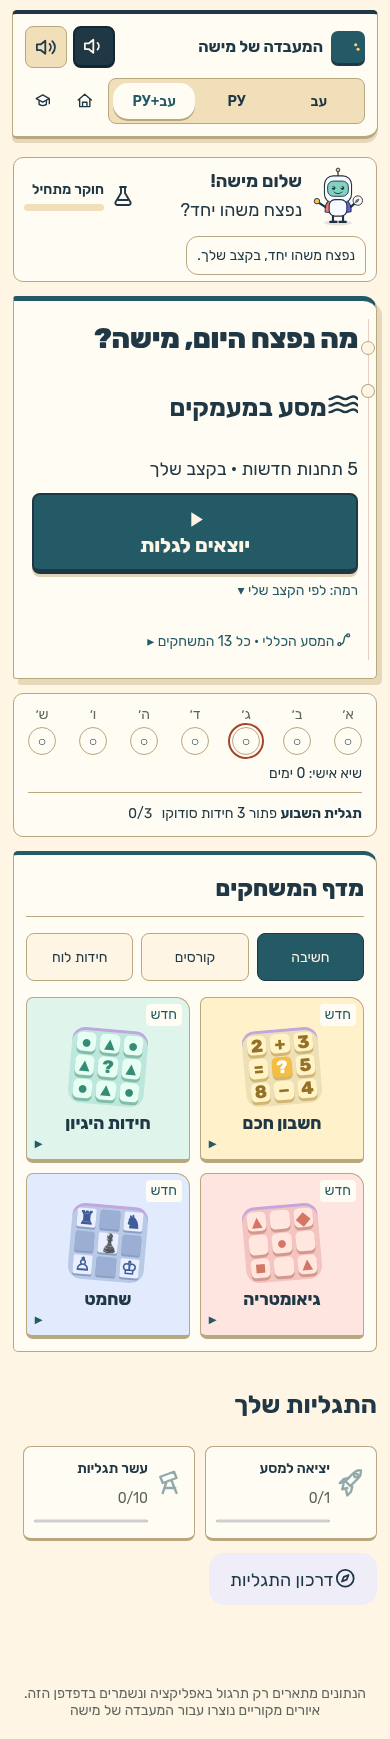 המעבדה של מישה
עב
РУ
עב+РУ
שלום מישה!
נפצח משהו יחד?
חוקר מתחיל
נפצח משהו יחד, בקצב שלך.
מה נפצח היום, מישה?
מסע במעמקים
5 תחנות חדשות • בקצב שלך
יוצאים לגלות
רמה: לפי הקצב שלי ▾
המסע הכללי • כל 13 המשחקים ▸
א׳ ב׳ ג׳ ד׳ ה׳ ו׳ ש׳
שיא אישי: 0 ימים
תגלית השבוע פתור 3 חידות סודוקו 0/3
מדף המשחקים
חשיבה
קורסים
חידות לוח
חדש
2 + 3
= ? 5
8 − 4
חשבון חכם
חדש
?
חידות היגיון
חדש
גיאומטריה
חדש
שחמט
התגליות שלך
יציאה למסע
0/1
עשר תגליות
0/10
דרכון התגליות
הנתונים מתארים רק תרגול באפליקציה ונשמרים בדפדפן הזה.
איורים מקוריים נוצרו עבור המעבדה של מישה